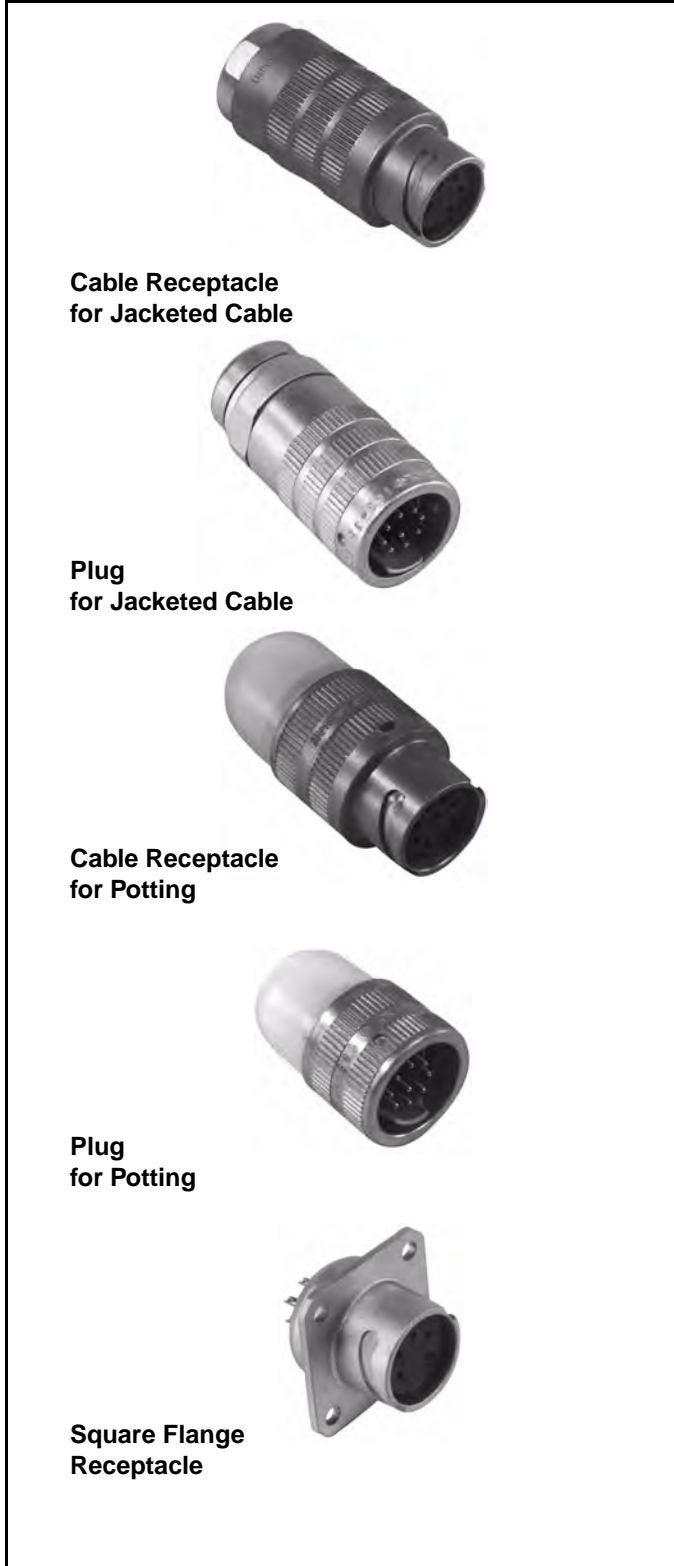 Cable Receptacle
for Jacketed Cable
Plug
for Jacketed Cable
Cable Receptacle
for Potting
Plug
for Potting
Square Flange
Receptacle